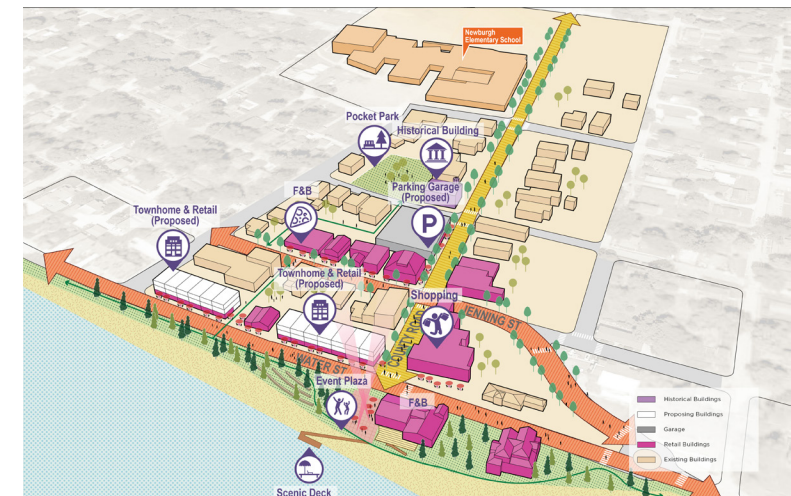 Newburgh
Elementary School
Pocket Park
Historical Building
Parking Garage
(Proposed)
P
F&B
Townhome & Retail
(Proposed)
Townhome & Retail
(Proposed)
Shopping
JENNING ST
WATER ST
Event Plaza
F&B
Scenic Deck
Historical Buildings
Proposing Buildings
Garage
Retail Buildings
Existing Buildings